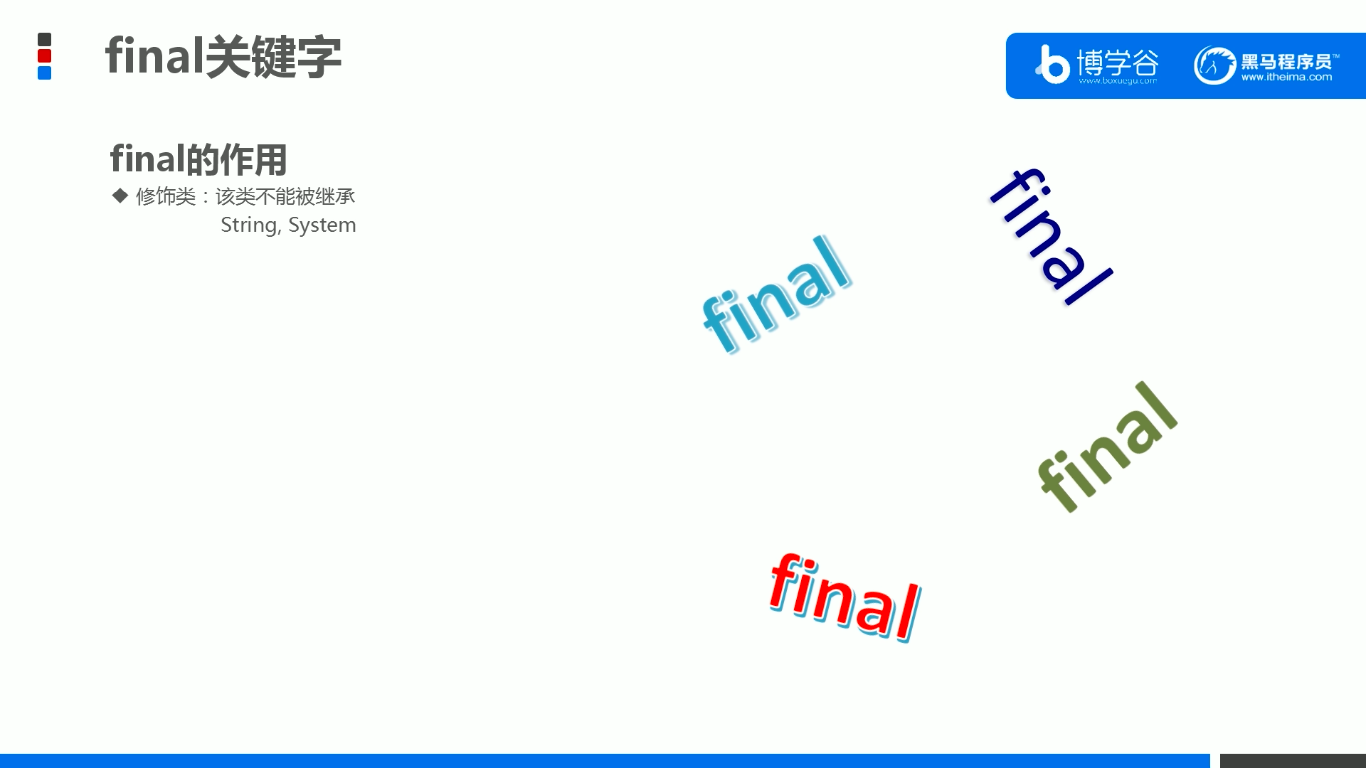 final关键字
博学谷
www.boxuegu.com
黑马程序员™
www.itheima.com
final的作用
◆ 修饰类：该类不能被继承
String, System
final
final
final
final